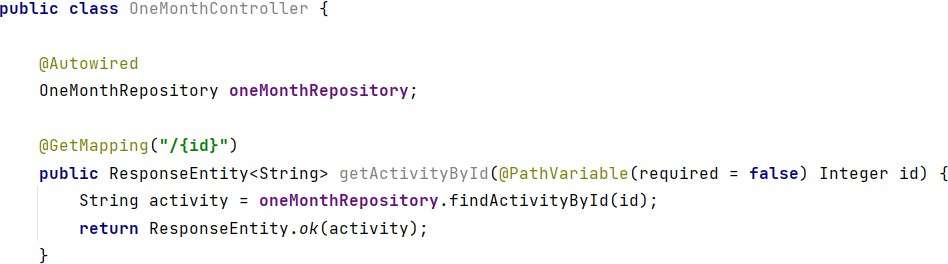 public class OneMonthController {
@Autowired
OneMonthRepository oneMonthRepository;
@GetMapping("/{id}")
public ResponseEntity<String> getActivityById(@PathVariable(required = false) Integer id) {
String activity = oneMonthRepository.findActivityById(id);
return ResponseEntity.ok(activity);
}